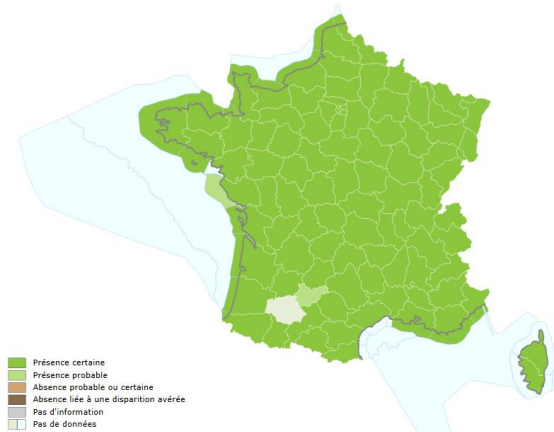 Présence certaine
Présence probable
Absence probable ou certaine
Absence liée à une disparition avérée
Pas d'information
Pas de données